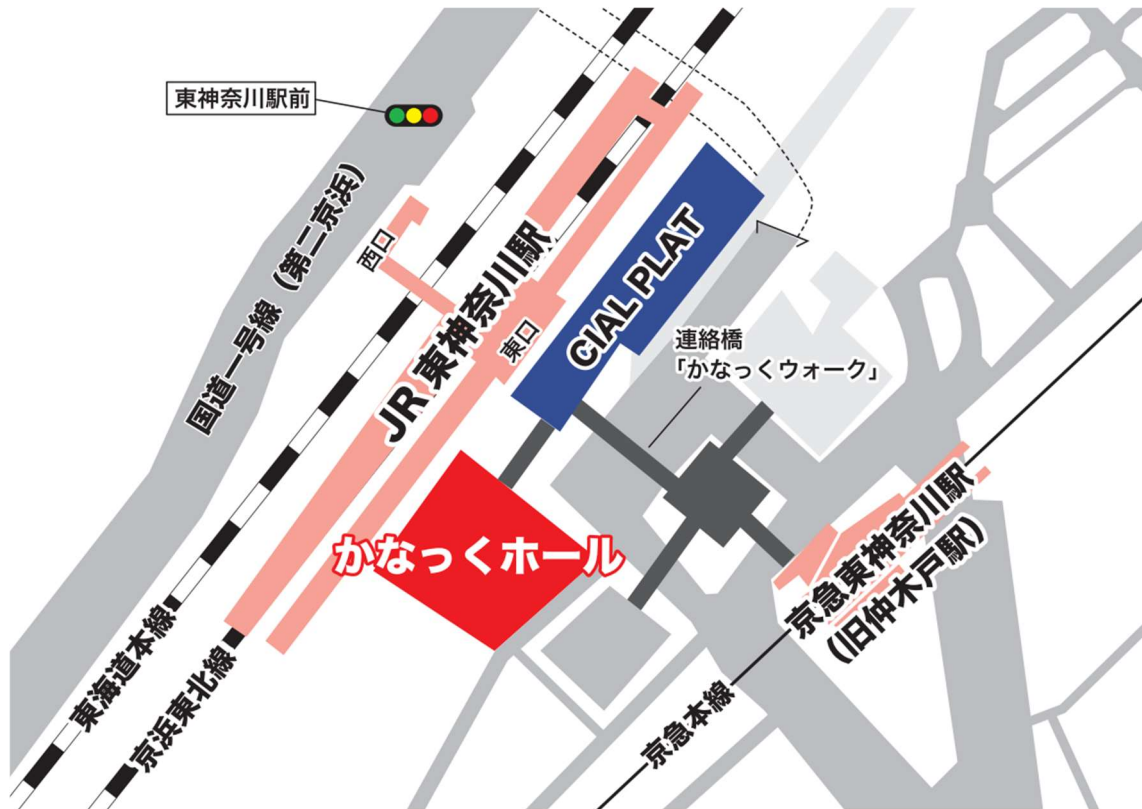 東神奈川駅前
国道一号線（第二京浜）
西口
JR 東神奈川駅
東口
CIAL PLAT
連絡橋
「かなっくウォーク」
かなっくホール
京急東神奈川駅
(旧仲木戸駅)
東海道本線
京浜東北線
京急本線